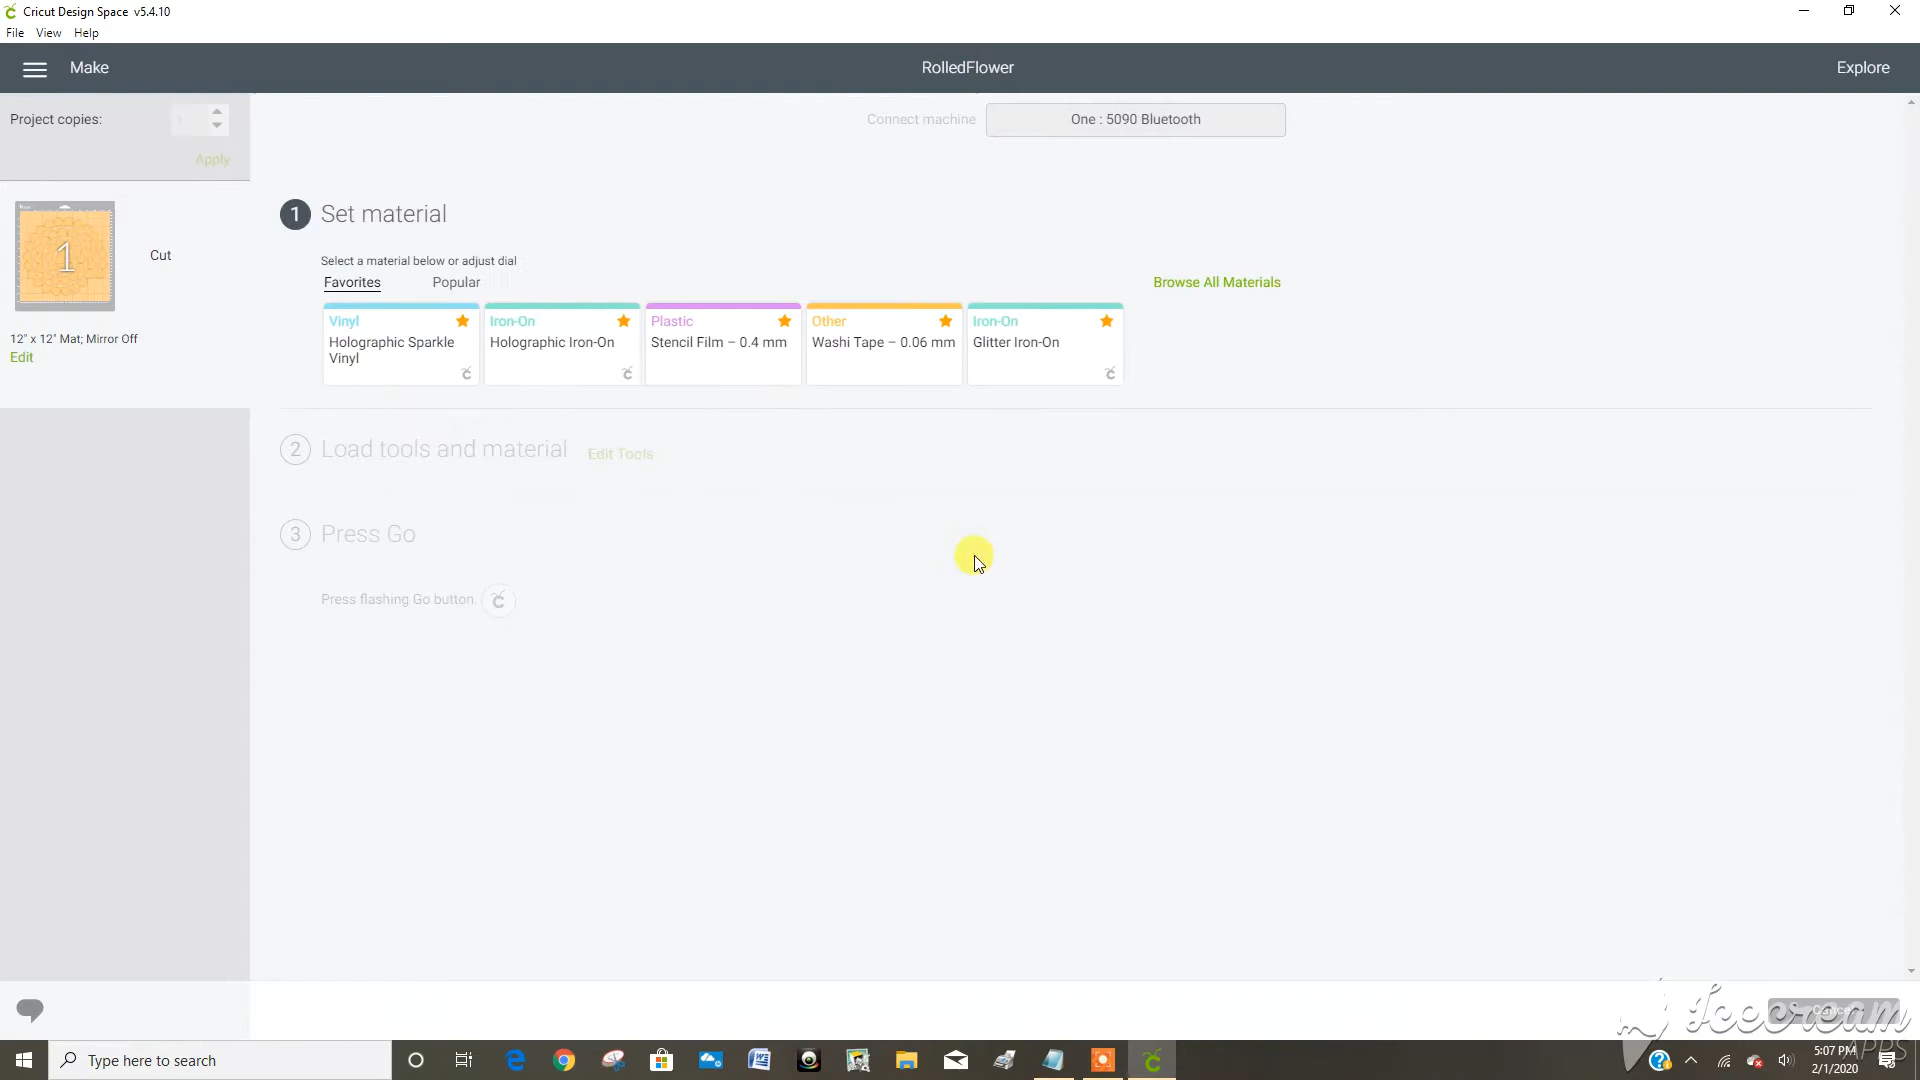 Cricut Design Space v5.4.10
File View Help
Make
RolledFlower
Explore
Project copies:
1
Apply
Connect machine
One : 5090 Bluetooth
1
Cut
12" x 12" Mat; Mirror Off
Edit
1 Set material
Select a material below or adjust dial
Favorites Popular
Browse All Materials
Vinyl
Holographic Sparkle
Vinyl
Iron-On
Holographic Iron-On
Plastic
Stencil Film – 0.4 mm
Other
Washi Tape – 0.06 mm
Iron-On
Glitter Iron-On
2 Load tools and material Edit Tools
3 Press Go
Press flashing Go button.
Cancel
Icecream
APPS
Type here to search
5:07 PM
2/1/2020